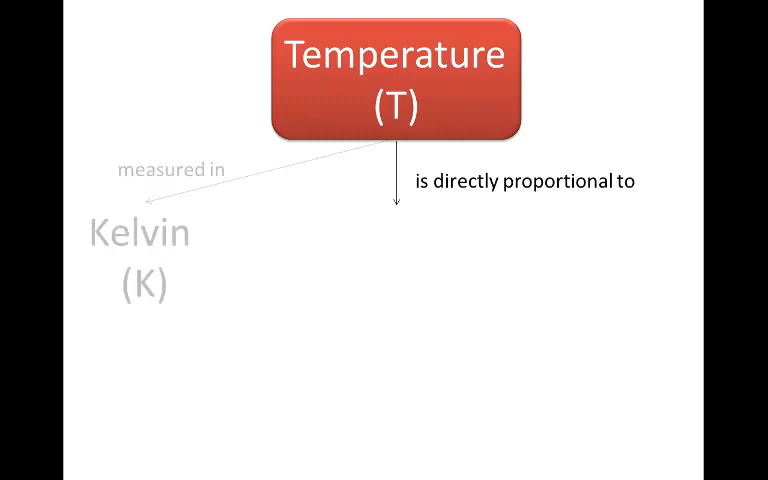 Temperature
(T)
measured in
is directly proportional to
Kelvin
(K)